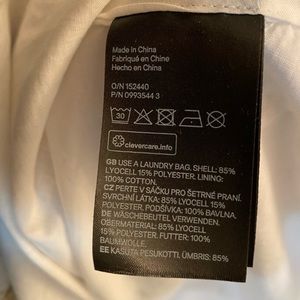 Made in China
Fabriqué en Chine
Hecho en China
O/N 152440
P/N 0993544 3
30
clevercare.info
GB USE A LAUNDRY BAG. SHELL: 85%
LYOCELL 15% POLYESTER. LINING:
100% COTTON.
CZ PERTE V SÁČKU PRO ŠETRNÉ PRANÍ.
SVRCHNÍ LÁTKA: 85% LYOCELL 15%
POLYESTER. PODŠÍVKA: 100% BAVLNA.
DE WÄSCHEBEUTEL VERWENDEN.
OBERMATERIAL: 85% LYOCELL
15% POLYESTER. FUTTER: 100%
BAUMWOLLE.
EE KASUTA PESUKOTTI. ÜMBRIS: 85%